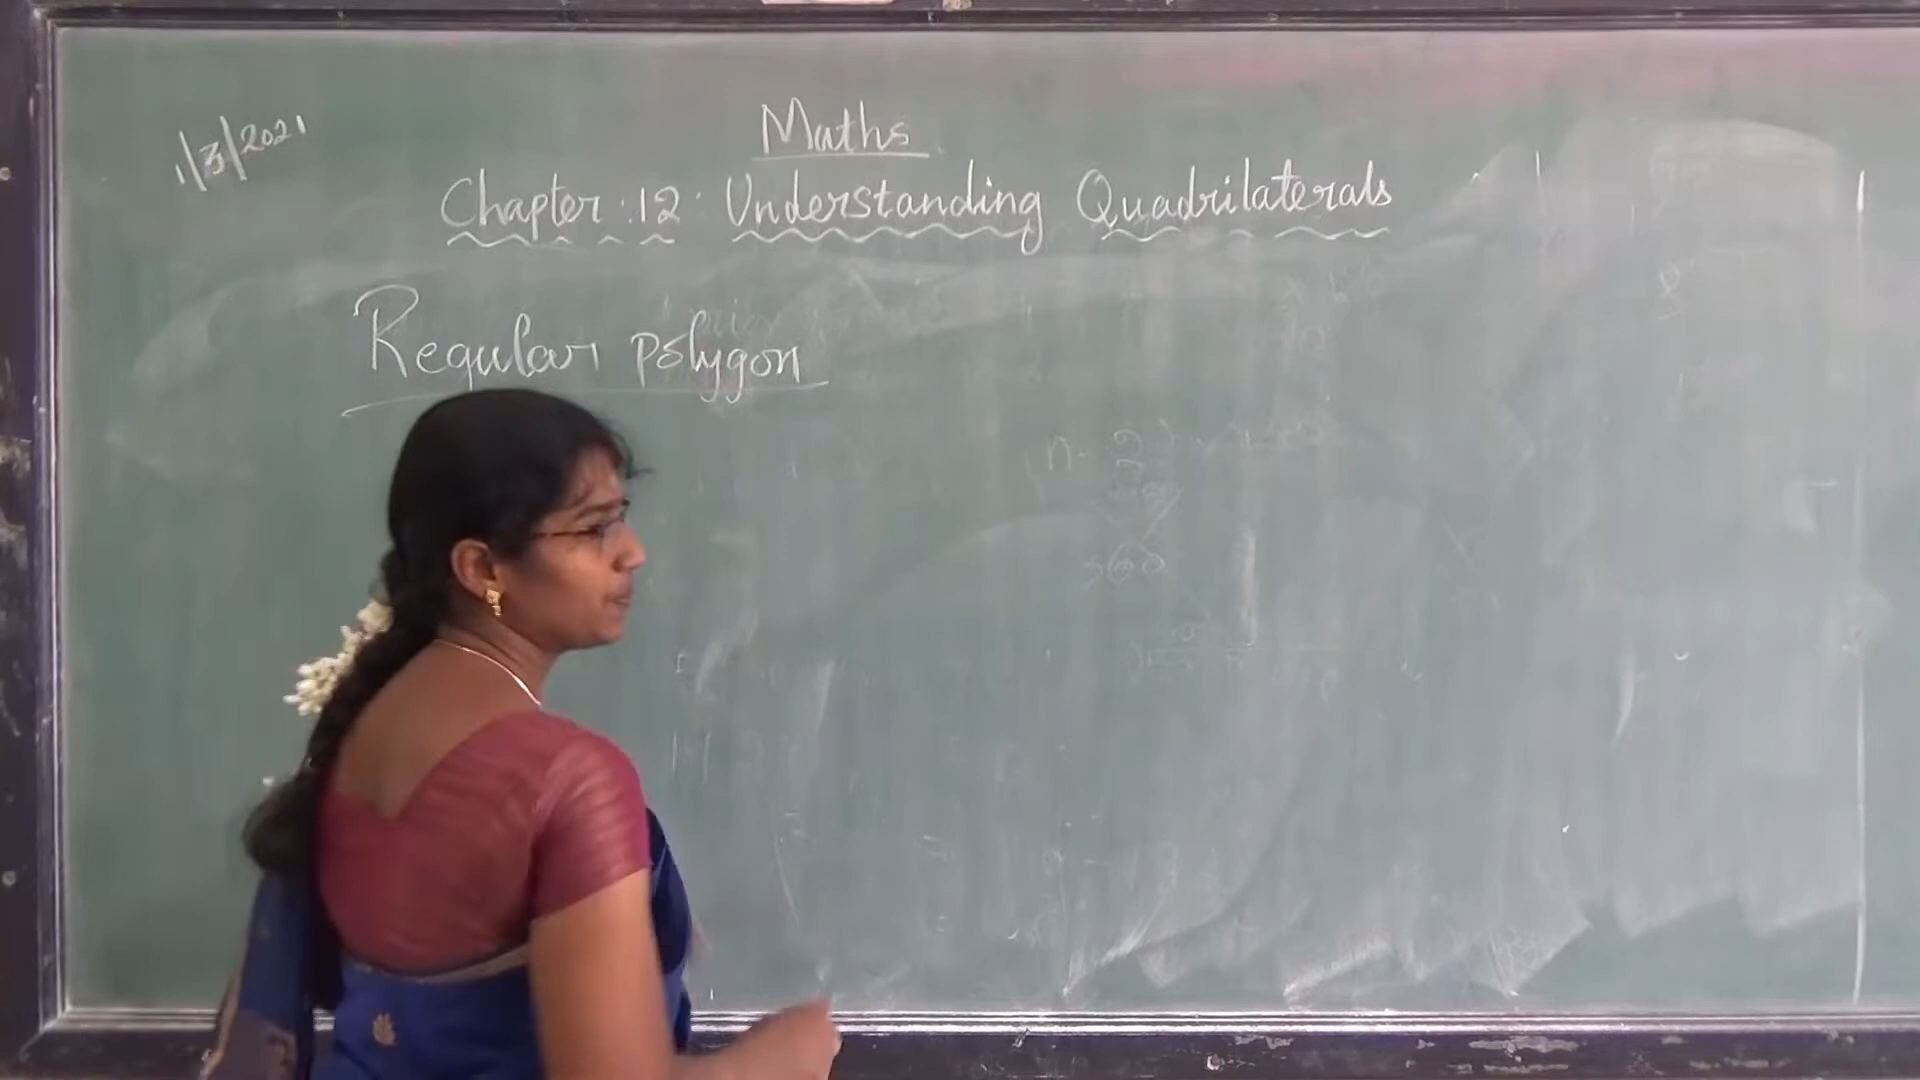 1/3/2021
Maths
Chapter : 12 : Understanding Quadrilaterals
Regular polygon